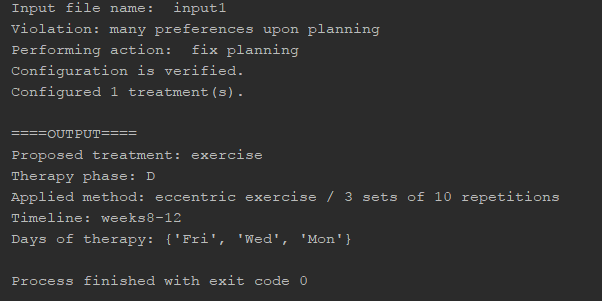 Input file name:  input1
Violation: many preferences upon planning
Performing action:  fix planning
Configuration is verified.
Configured 1 treatment(s).
====OUTPUT====
Proposed treatment: exercise
Therapy phase: D
Applied method: eccentric exercise / 3 sets of 10 repetitions
Timeline: weeks8-12
Days of therapy: {'Fri', 'Wed', 'Mon'}
Process finished with exit code 0